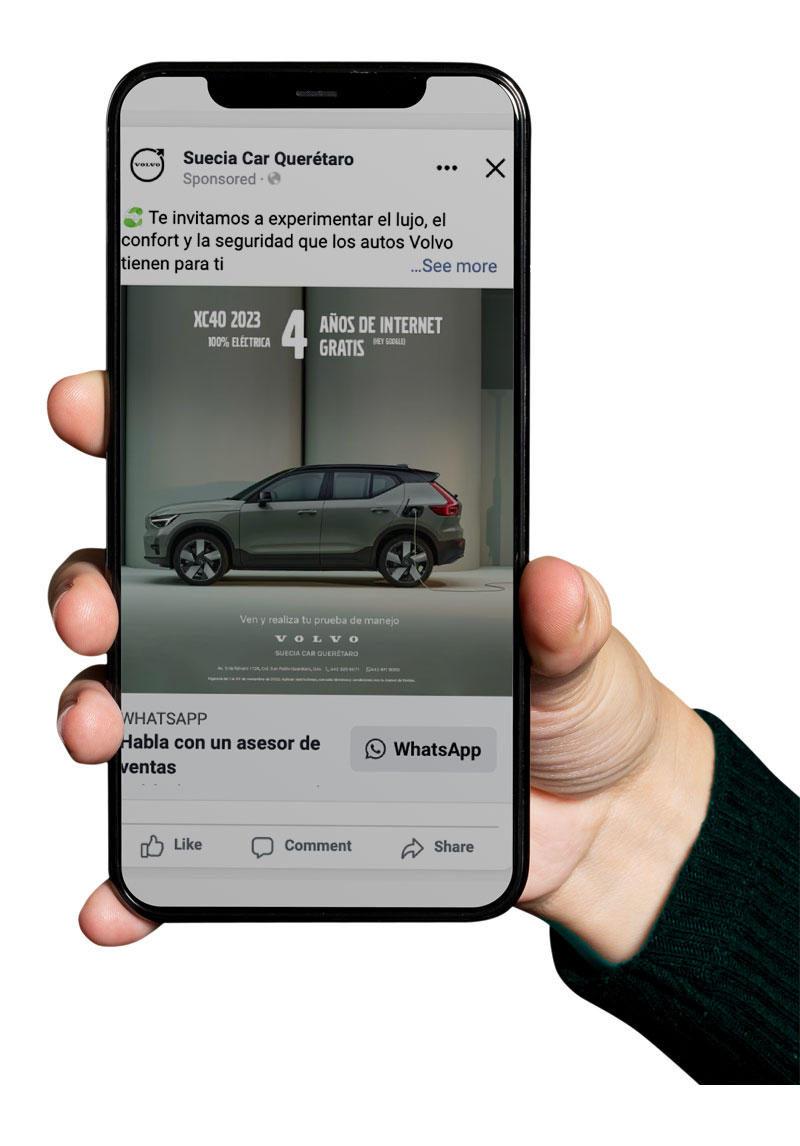 VOLVO
Suecia Car Querétaro
Sponsored ·
Te invitamos a experimentar el lujo, el
confort y la seguridad que los autos Volvo
tienen para ti
...See more
XC40 2023
100% ELÉCTRICA
4
AÑOS DE INTERNET
GRATIS (HEY GOOGLE)
Ven y realiza tu prueba de manejo
VOLVO
SUECIA CAR QUERÉTARO
WHATSAPP
Habla con un asesor de
ventas
WhatsApp
Like
Comment
Share